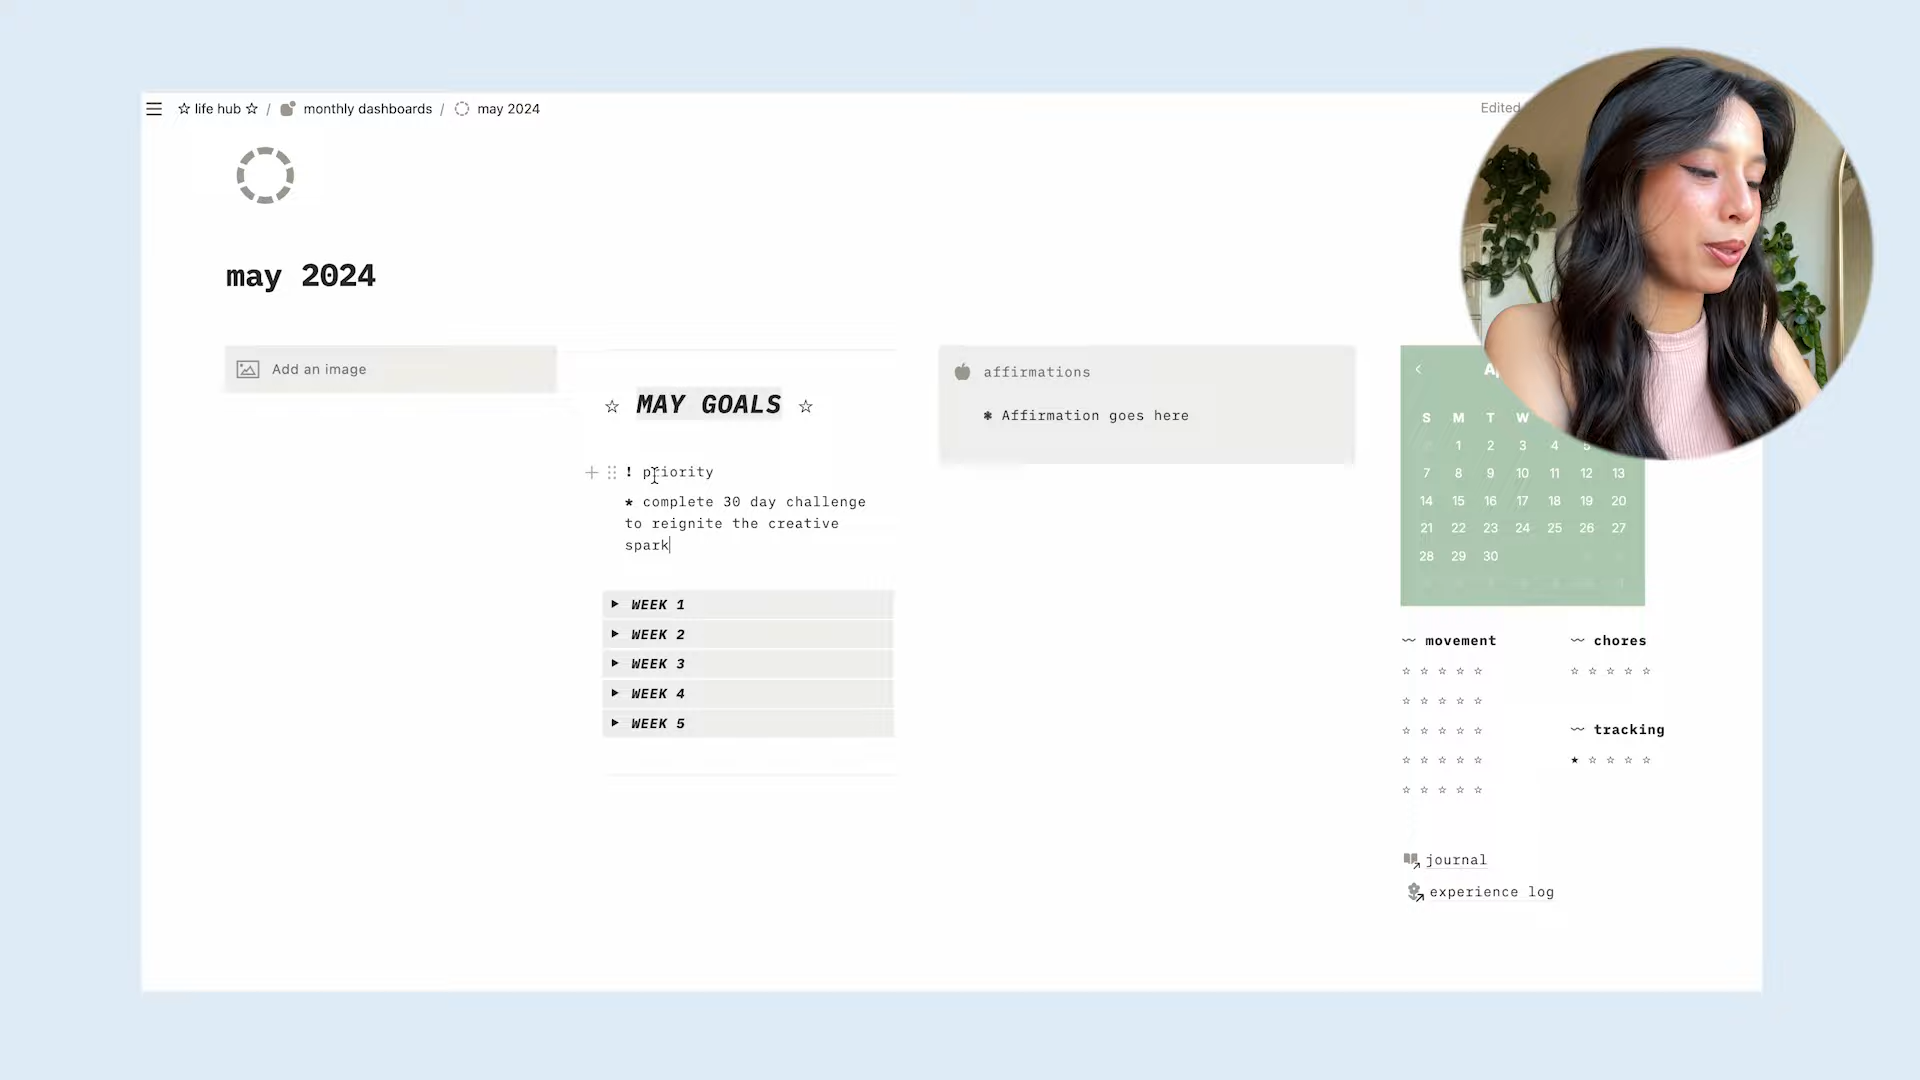 ☆ life hub ☆ / monthly dashboards / may 2024
Edited
may 2024
Add an image
☆ MAY GOALS ☆
! priority
* complete 30 day challenge
to reignite the creative
spark
▶ WEEK 1
▶ WEEK 2
▶ WEEK 3
▶ WEEK 4
▶ WEEK 5
affirmations
✱ Affirmation goes here
S M T W
1 2 3 4 5
7 8 9 10 11 12 13
14 15 16 17 18 19 20
21 22 23 24 25 26 27
28 29 30
〰 movement
☆ ☆ ☆ ☆ ☆
☆ ☆ ☆ ☆ ☆
☆ ☆ ☆ ☆ ☆
☆ ☆ ☆ ☆ ☆
☆ ☆ ☆ ☆ ☆
〰 chores
☆ ☆ ☆ ☆ ☆
〰 tracking
★ ☆ ☆ ☆ ☆
journal
experience log